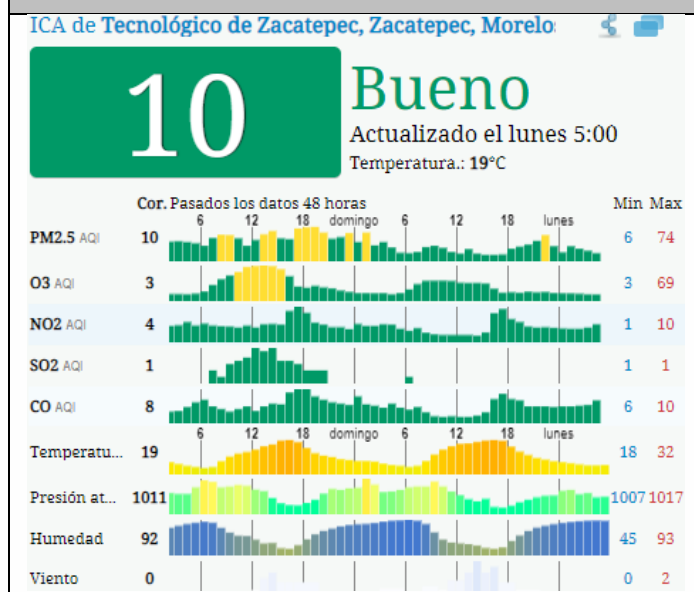 ICA de Tecnológico de Zacatepec, Zacatepec, Morelo
10
Bueno
Actualizado el lunes 5:00
Temperatura.: 19°C
Cor. Pasados los datos 48 horas Min Max
6 12 18 domingo 6 12 18 lunes
PM2.5 AQI 10 6 74
O3 AQI 3 3 69
NO2 AQI 4 1 10
SO2 AQI 1 1 1
CO AQI 8 6 10
6 12 18 domingo 6 12 18 lunes
Temperatu... 19 18 32
Presión at... 1011 1007 1017
Humedad 92 45 93
Viento 0 0 2